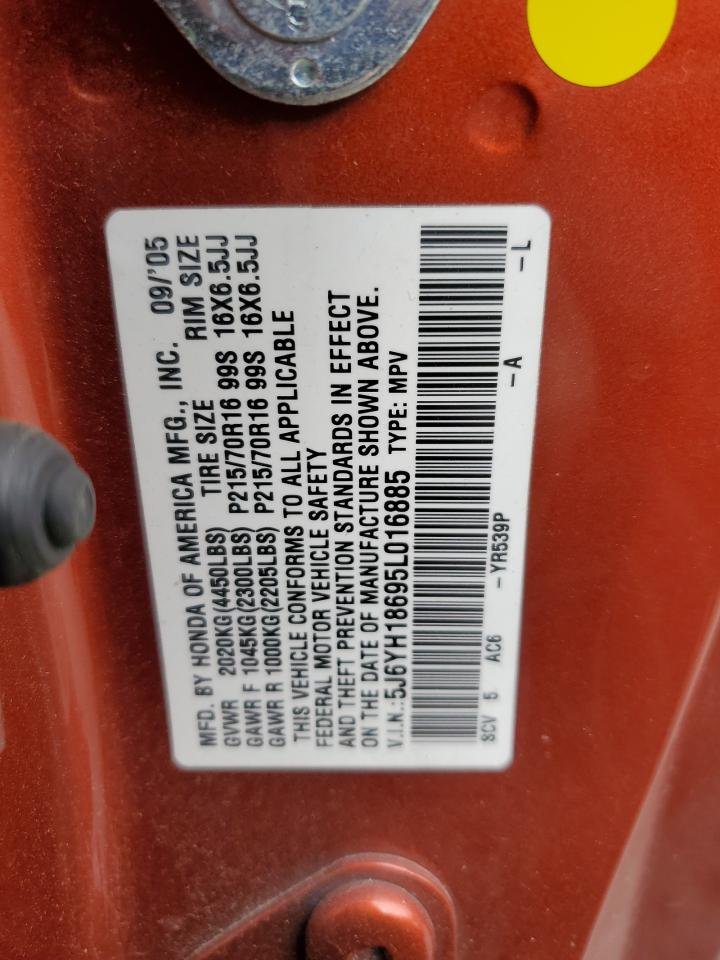 MFD. BY HONDA OF AMERICA MFG., INC. 09/'05
GVWR 2020KG(4450LBS) TIRE SIZE RIM SIZE
GAWR F 1045KG(2300LBS) P215/70R16 99S 16X6.5JJ
GAWR R 1000KG(2205LBS) P215/70R16 99S 16X6.5JJ
THIS VEHICLE CONFORMS TO ALL APPLICABLE
FEDERAL MOTOR VEHICLE SAFETY
AND THEFT PREVENTION STANDARDS IN EFFECT
ON THE DATE OF MANUFACTURE SHOWN ABOVE.
V.I.N.:5J6YH18695L016885 TYPE: MPV
SCV 5 AC6 -YR539P -A -L